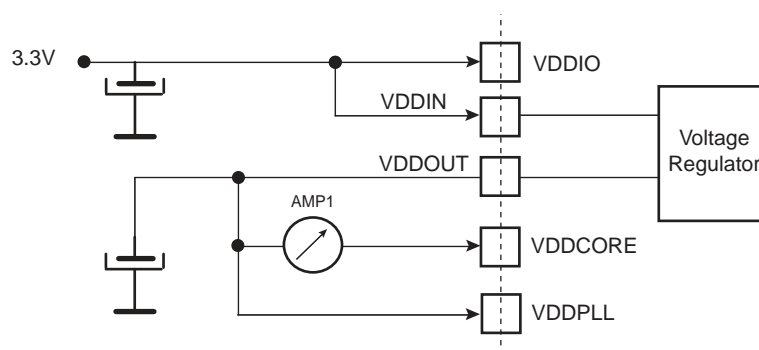 3.3V
VDDIO
VDDIN
Voltage
Regulator
VDDOUT
AMP1
VDDCORE
VDDPLL